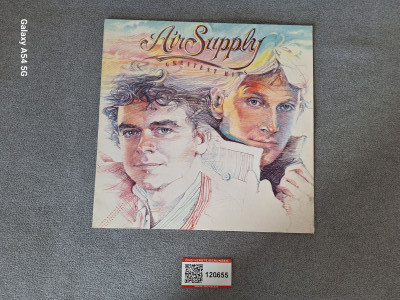 Galaxy A54 5G
Air Supply
GREATEST HITS
120655